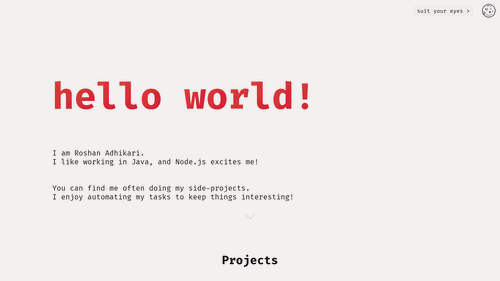 suit your eyes >
hello world!
I am Roshan Adhikari.
I like working in Java, and Node.js excites me!
You can find me often doing my side-projects.
I enjoy automating my tasks to keep things interesting!
Projects